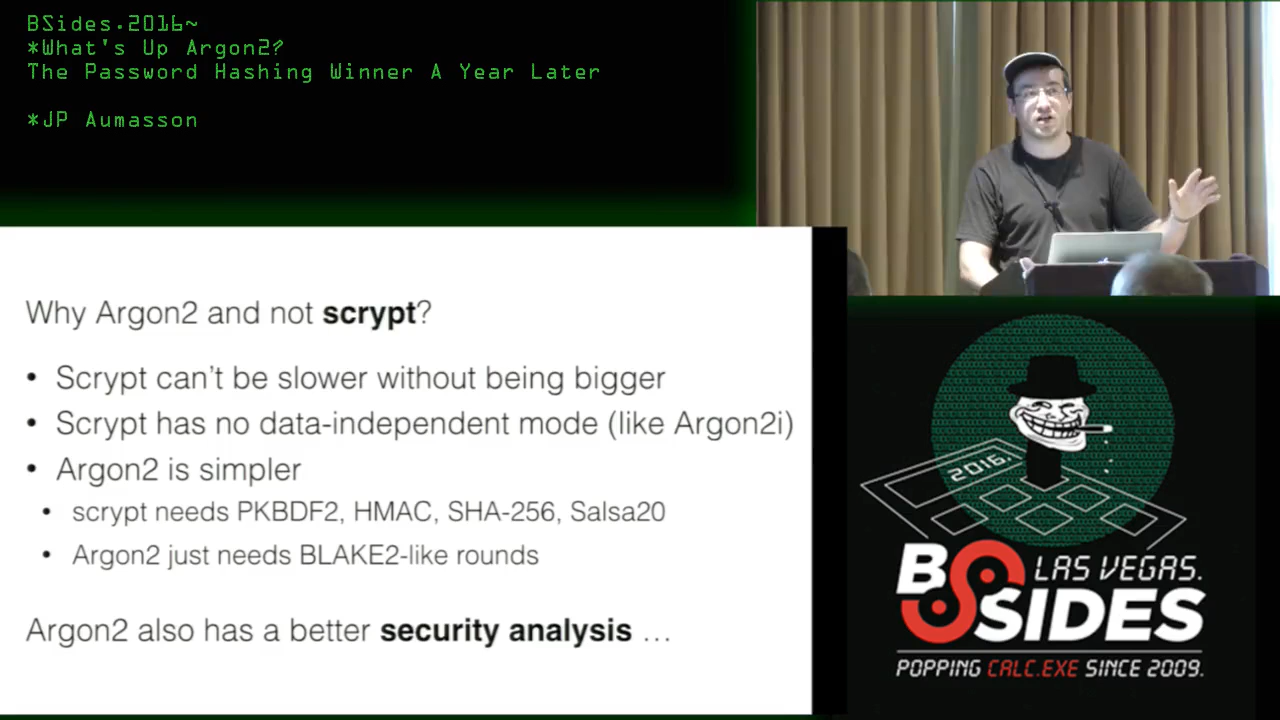 BSides.2016~
*What's Up Argon2?
The Password Hashing Winner A Year Later
*JP Aumasson
Why Argon2 and not scrypt?
• Scrypt can't be slower without being bigger
• Scrypt has no data-independent mode (like Argon2i)
• Argon2 is simpler
• scrypt needs PKBDF2, HMAC, SHA-256, Salsa20
• Argon2 just needs BLAKE2-like rounds
Argon2 also has a better security analysis …
2016.
BSIDES
LAS VEGAS.
POPPING CALC.EXE SINCE 2009.